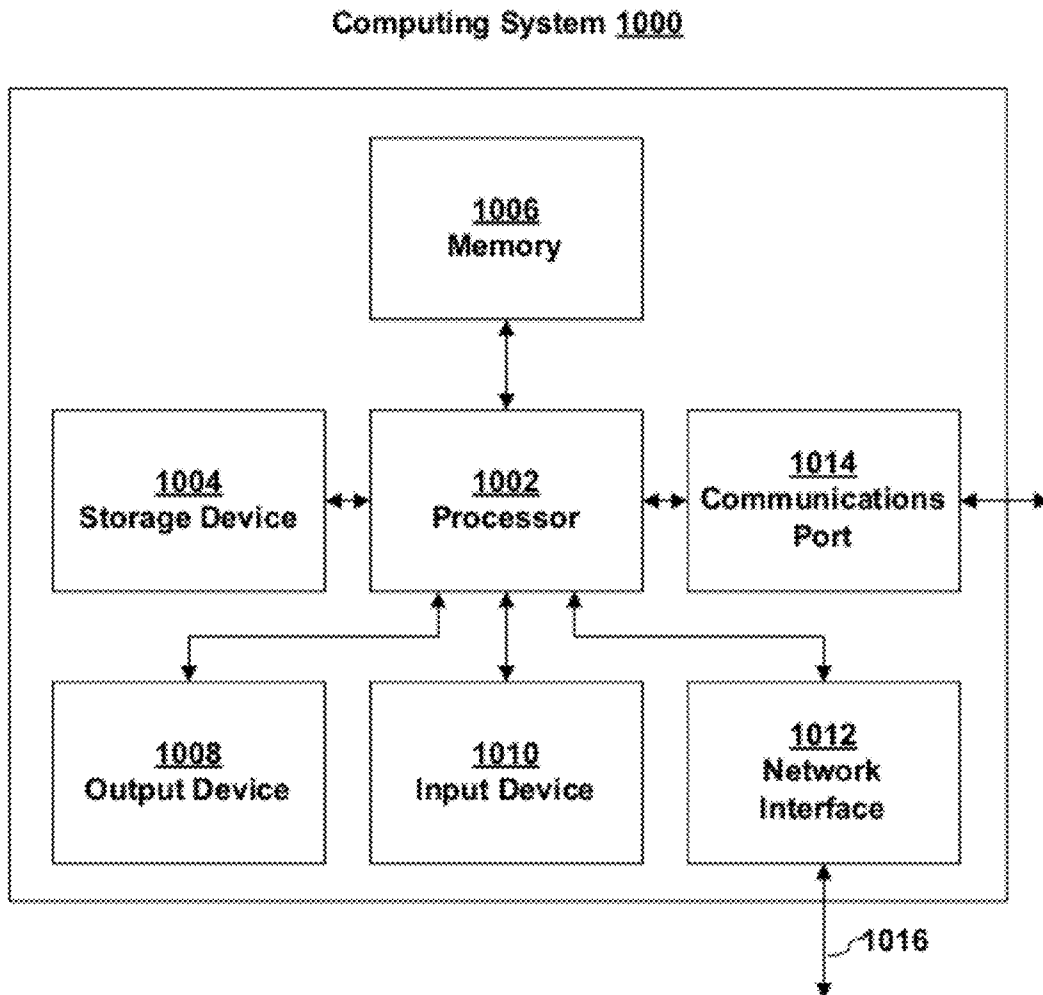 Computing System 1000
1006
Memory
1004
Storage Device
1002
Processor
1014
Communications
Port
1008
Output Device
1010
Input Device
1012
Network
Interface
1016